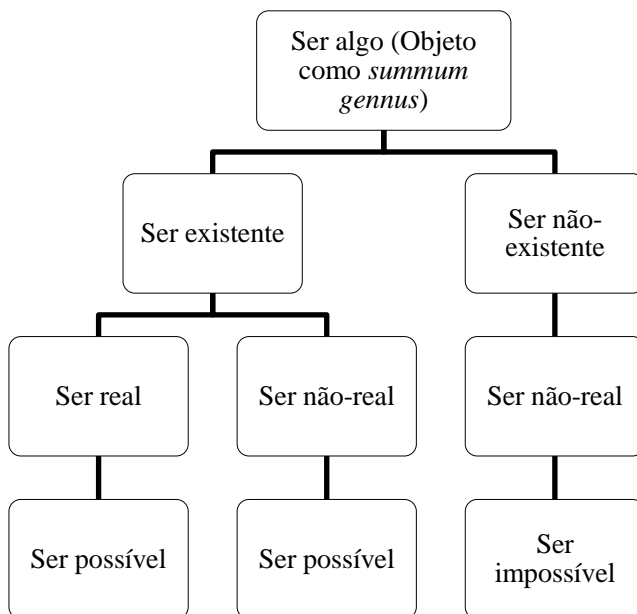 Ser algo (Objeto
como summum
gennus)
Ser existente
Ser não-
existente
Ser real
Ser não-real
Ser não-real
Ser possível
Ser possível
Ser
impossível